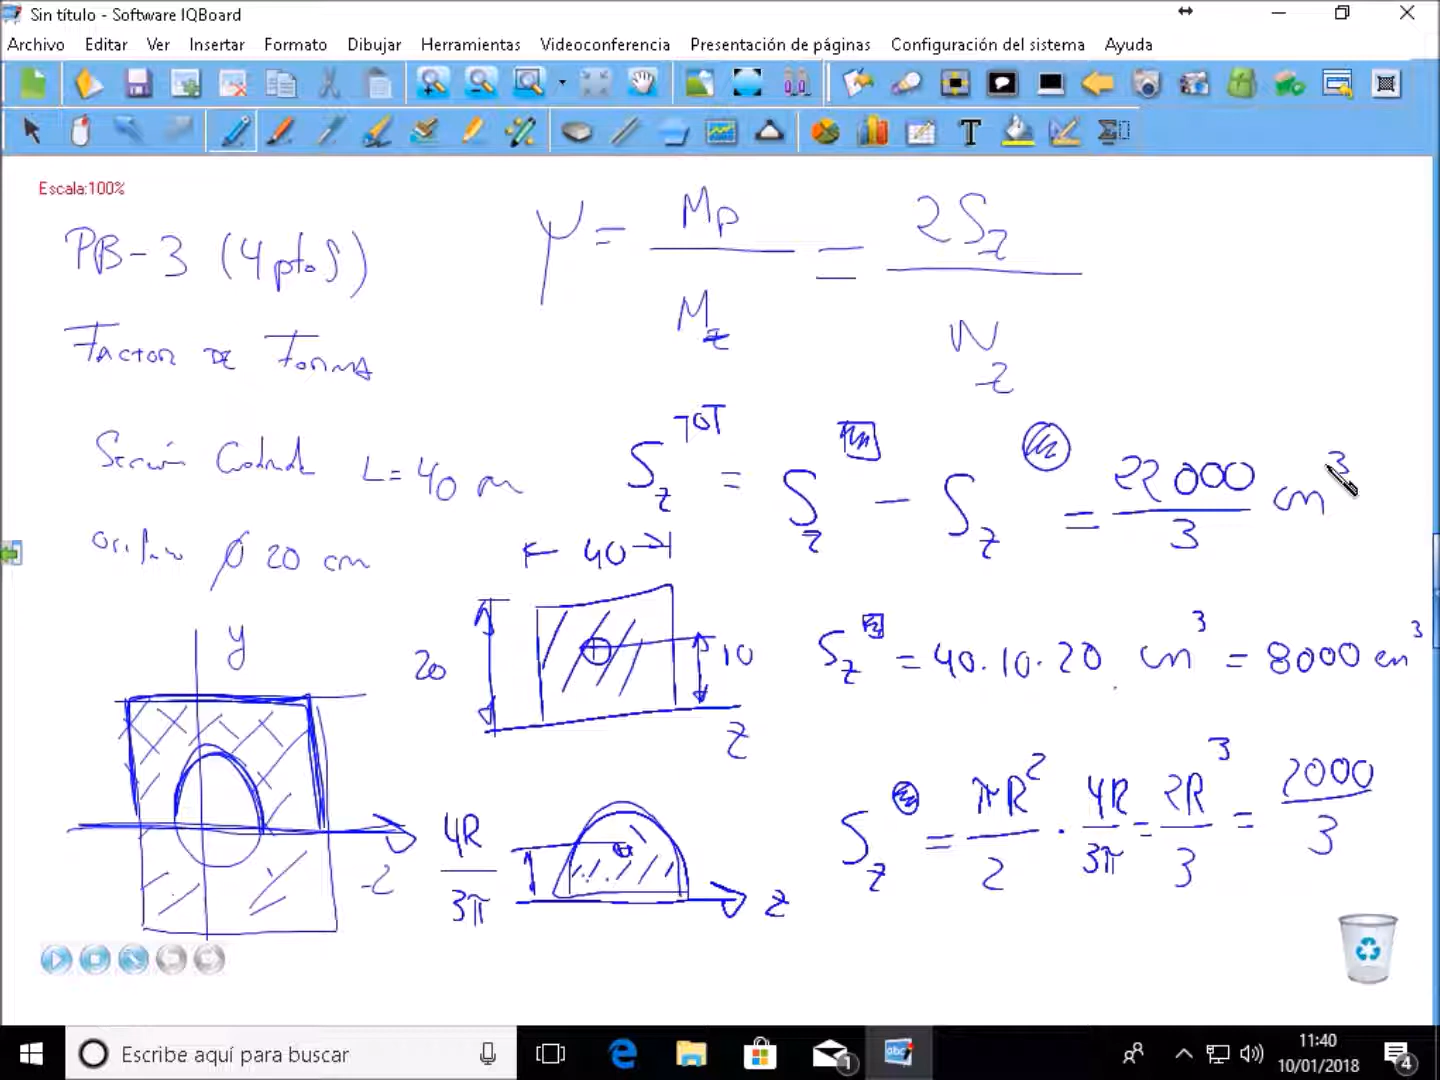 Sin título - Software IQBoard
Archivo Editar Ver Insertar Formato Dibujar Herramientas Videoconferencia Presentación de páginas Configuración del sistema Ayuda
Escala:100%
PB-3 (4 ptos)
Ψ = Mp / Mz = 2Sz / Wz
Factor de Forma
Sección Cuadrada L = 40 m
Sz TOT = Sz - Sz = 22000 / 3 cm³
orificio Ø 20 cm
40
20
10
z
y
z
Sz = 40·10·20 cm³ = 8000 cm³
4R / 3π
z
Sz = πR² / 2 · 4R / 3π = 2R³ / 3 = 2000 / 3
Escribe aquí para buscar
1
abc
11:40
10/01/2018
4